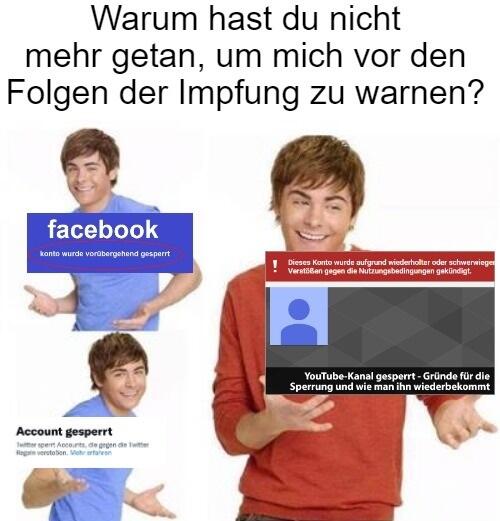 Warum hast du nicht
mehr getan, um mich vor den
Folgen der Impfung zu warnen?
facebook
konto wurde vorübergehend gesperrt
! Dieses Konto wurde aufgrund wiederholter oder schwerwiegen
Verstößen gegen die Nutzungsbedingungen gekündigt.
YouTube-Kanal gesperrt - Gründe für die
Sperrung und wie man ihn wiederbekommt
Account gesperrt
Twitter sperrt Accounts, die gegen die Twitter
Regeln verstoßen. Mehr erfahren